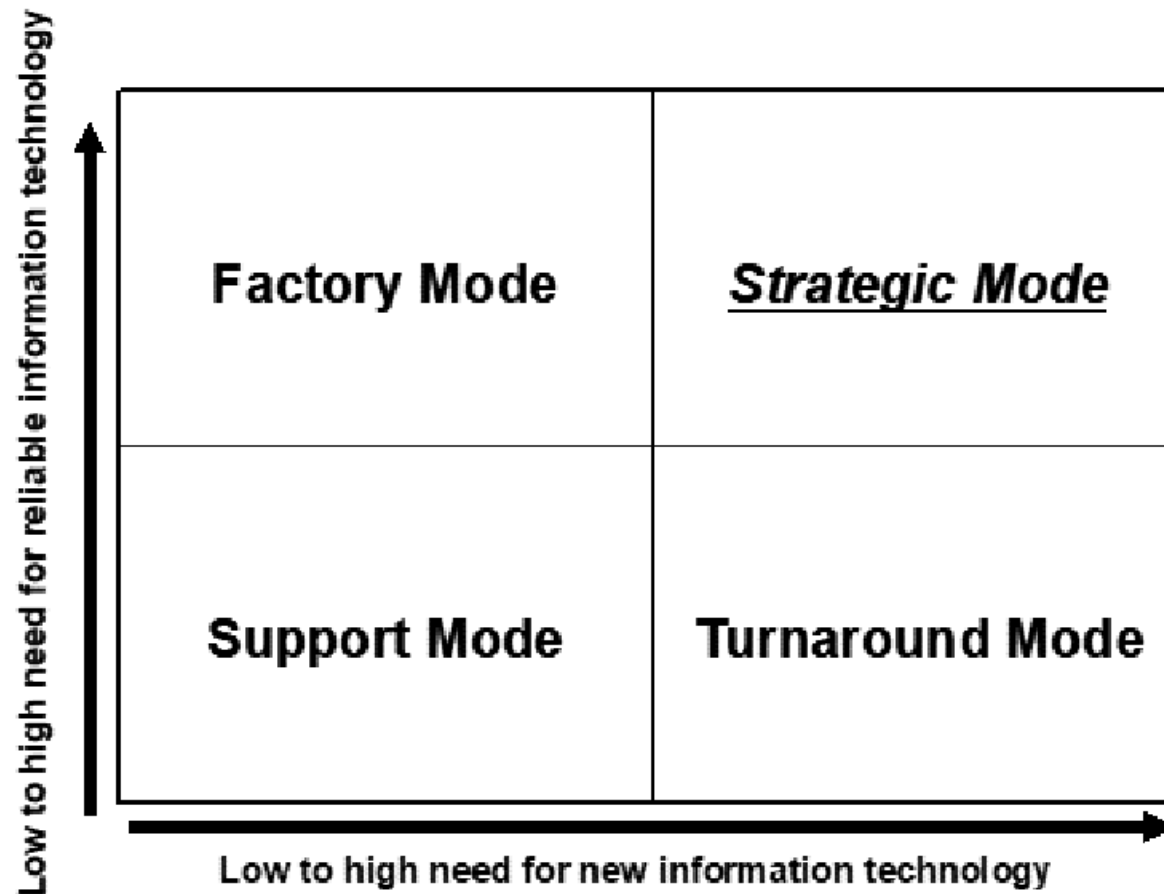 Low to high need for reliable information technology
Factory Mode
Strategic Mode
Support Mode
Turnaround Mode
Low to high need for new information technology